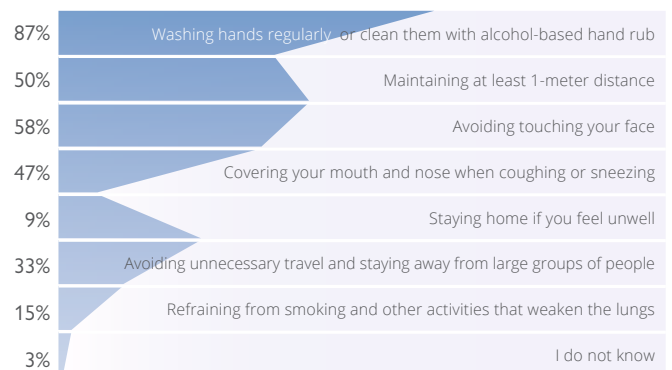 87% Washing hands regularly or clean them with alcohol-based hand rub
50% Maintaining at least 1-meter distance
58% Avoiding touching your face
47% Covering your mouth and nose when coughing or sneezing
9% Staying home if you feel unwell
33% Avoiding unnecessary travel and staying away from large groups of people
15% Refraining from smoking and other activities that weaken the lungs
3% I do not know